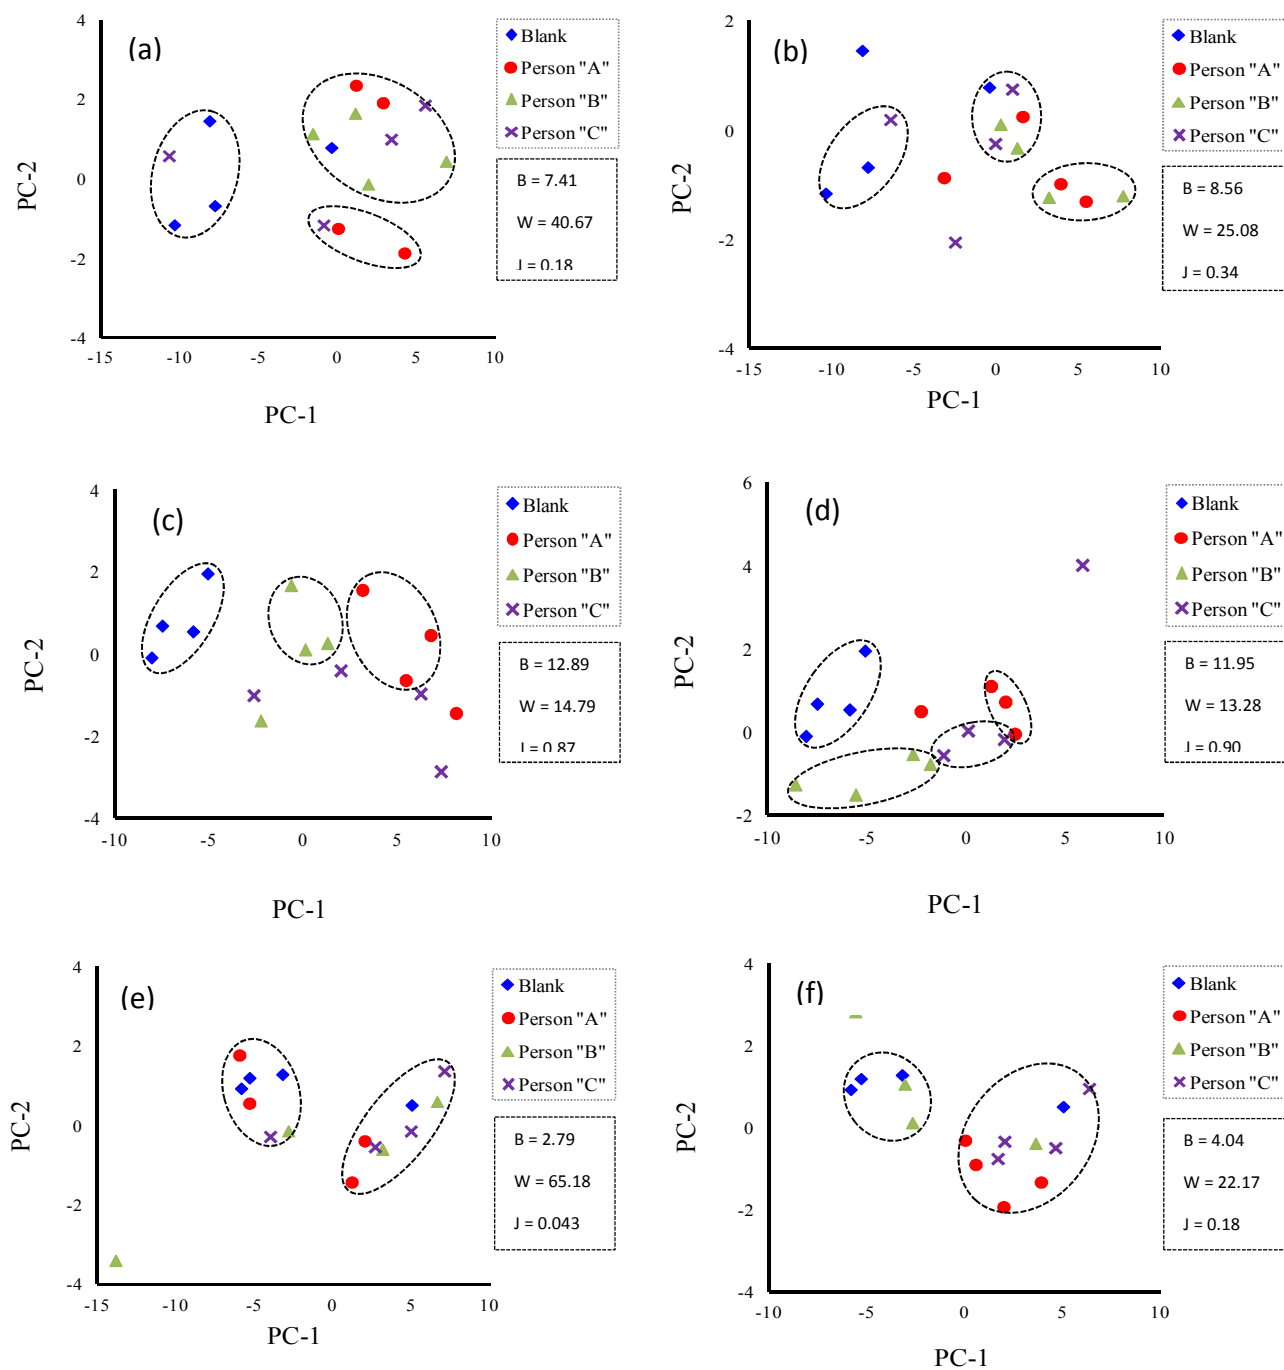 (a)
4
2
0
-2
-4
-15
-10
-5
0
5
10
PC-2
PC-1
Blank
Person "A"
Person "B"
Person "C"
B = 7.41
W = 40.67
J = 0.18
(b)
2
0
-2
-4
-15
-10
-5
0
5
10
PC-2
PC-1
Blank
Person "A"
Person "B"
Person "C"
B = 8.56
W = 25.08
J = 0.34
(c)
4
2
0
-2
-4
-10
-5
0
5
10
PC-2
PC-1
Blank
Person "A"
Person "B"
Person "C"
B = 12.89
W = 14.79
J = 0.87
(d)
6
4
2
0
-2
-10
-5
0
5
10
PC-2
PC-1
Blank
Person "A"
Person "B"
Person "C"
B = 11.95
W = 13.28
J = 0.90
(e)
4
2
0
-2
-4
-15
-10
-5
0
5
10
PC-2
PC-1
Blank
Person "A"
Person "B"
Person "C"
B = 2.79
W = 65.18
J = 0.043
(f)
4
2
0
-2
-4
-10
-5
0
5
10
PC-2
PC-1
Blank
Person "A"
Person "B"
Person "C"
B = 4.04
W = 22.17
J = 0.18